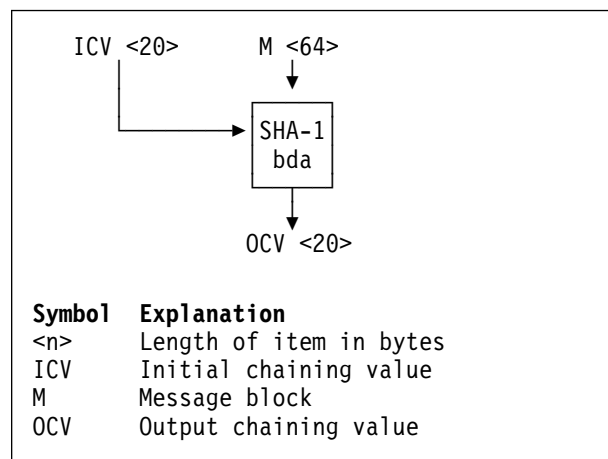 ICV <20> M <64>
SHA-1
bda
OCV <20>
Symbol Explanation
<n> Length of item in bytes
ICV Initial chaining value
M Message block
OCV Output chaining value